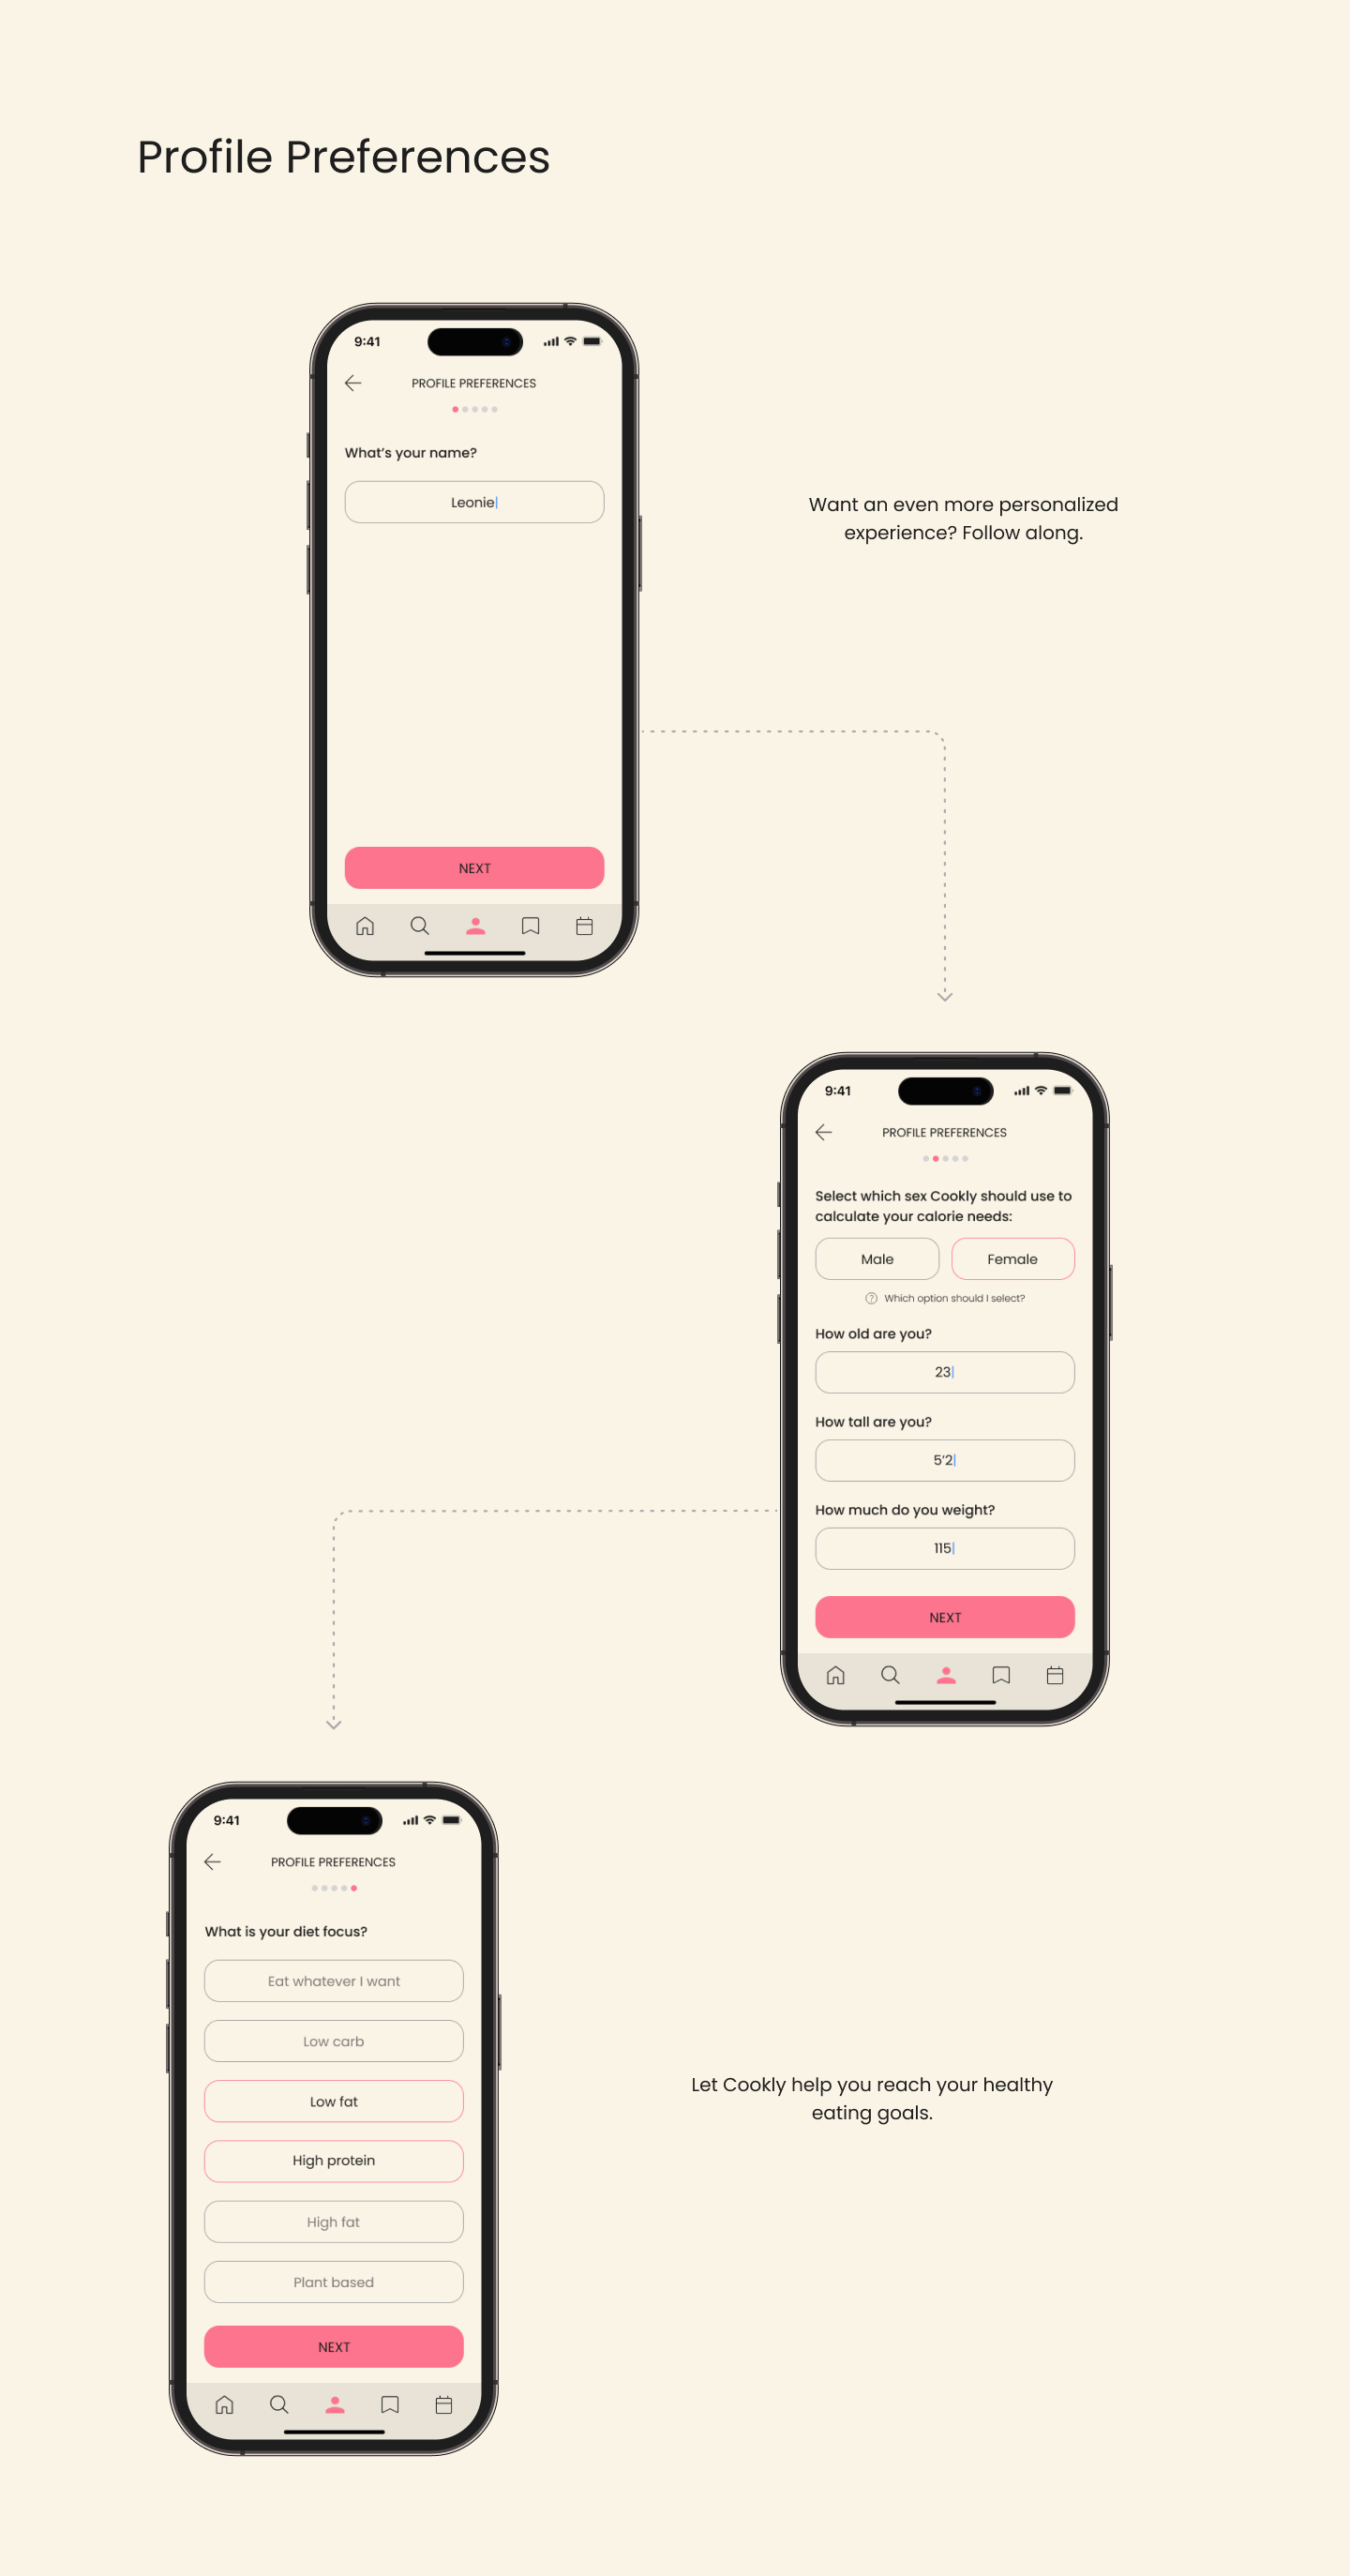 Profile Preferences
9:41
PROFILE PREFERENCES
What's your name?
Leonie
Want an even more personalized
experience? Follow along.
NEXT
9:41
PROFILE PREFERENCES
Select which sex Cookly should use to
calculate your calorie needs:
Male Female
? Which option should I select?
How old are you?
23
How tall are you?
5'2
How much do you weight?
115
NEXT
9:41
PROFILE PREFERENCES
What is your diet focus?
Eat whatever I want
Low carb
Low fat
High protein
High fat
Plant based
Let Cookly help you reach your healthy
eating goals.
NEXT